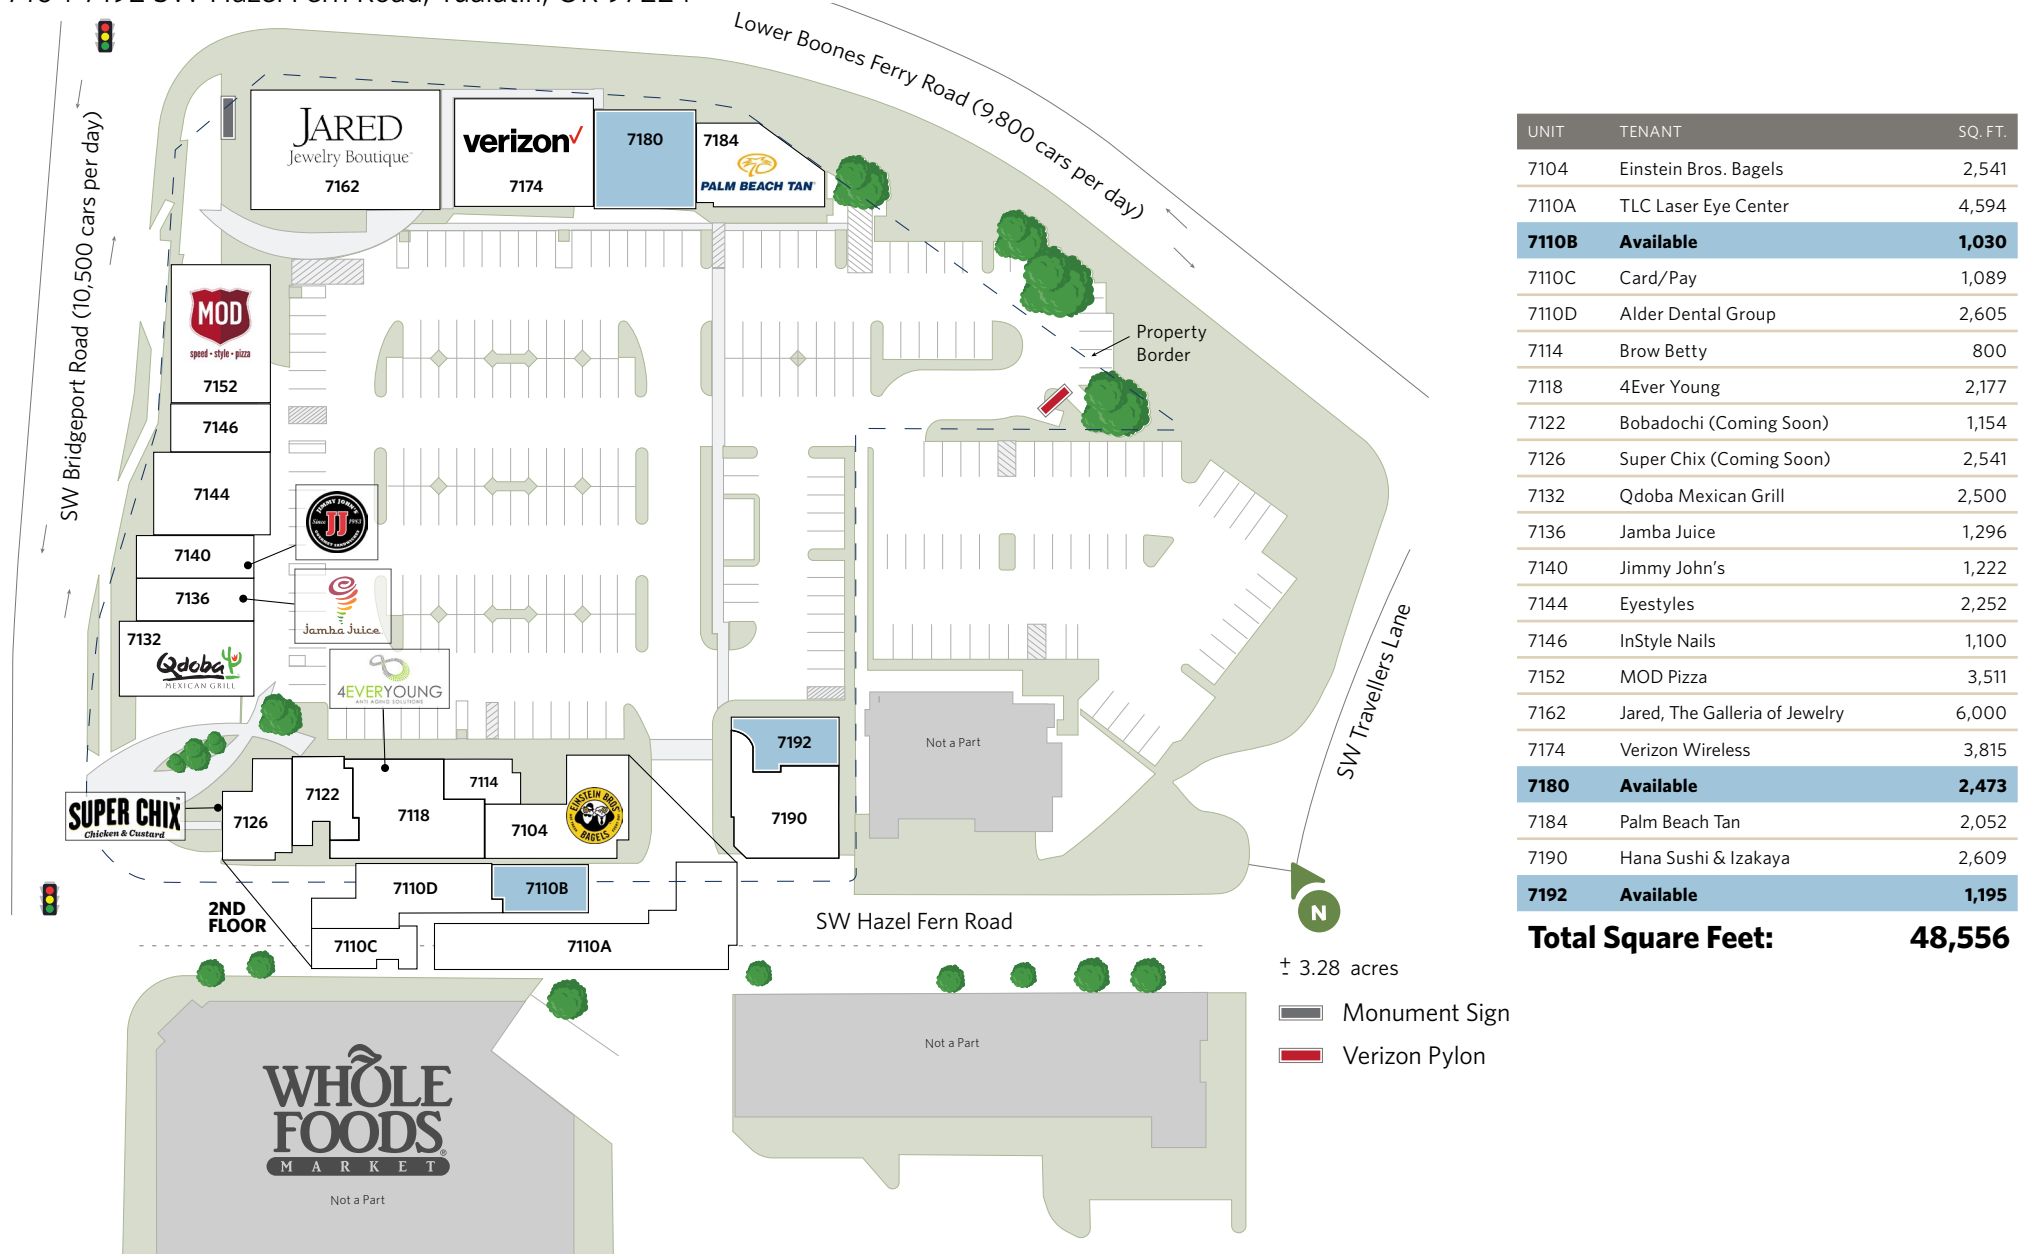 Lower Boones Ferry Road (9,800 cars per day)
SW Bridgeport Road (10,500 cars per day)
JARED
Jewelry Boutique
7162
verizon
7174
7180
7184
PALM BEACH TAN
Property
Border
MOD
speed • style • pizza
7152
7146
7144
7140
JIMMY JOHN'S
Since JJ 1983
GOURMET SANDWICHES
7136
Jamba Juice
7132
Qdoba
MEXICAN GRILL
4EVERYOUNG
ANTI AGING SOLUTIONS
SUPER CHIX
Chicken & Custard
7126
7122
7118
7114
7104
EINSTEIN BROS
BAGELS
7192
7190
Not a Part
SW Travellers Lane
7110D
7110B
2ND
FLOOR
7110C
7110A
SW Hazel Fern Road
N
± 3.28 acres
Monument Sign
Verizon Pylon
WHOLE
FOODS
MARKET
Not a Part
Not a Part
UNIT TENANT SQ. FT.
7104 Einstein Bros. Bagels 2,541
7110A TLC Laser Eye Center 4,594
7110B Available 1,030
7110C Card/Pay 1,089
7110D Alder Dental Group 2,605
7114 Brow Betty 800
7118 4Ever Young 2,177
7122 Bobadochi (Coming Soon) 1,154
7126 Super Chix (Coming Soon) 2,541
7132 Qdoba Mexican Grill 2,500
7136 Jamba Juice 1,296
7140 Jimmy John's 1,222
7144 Eyestyles 2,252
7146 InStyle Nails 1,100
7152 MOD Pizza 3,511
7162 Jared, The Galleria of Jewelry 6,000
7174 Verizon Wireless 3,815
7180 Available 2,473
7184 Palm Beach Tan 2,052
7190 Hana Sushi & Izakaya 2,609
7192 Available 1,195
Total Square Feet: 48,556